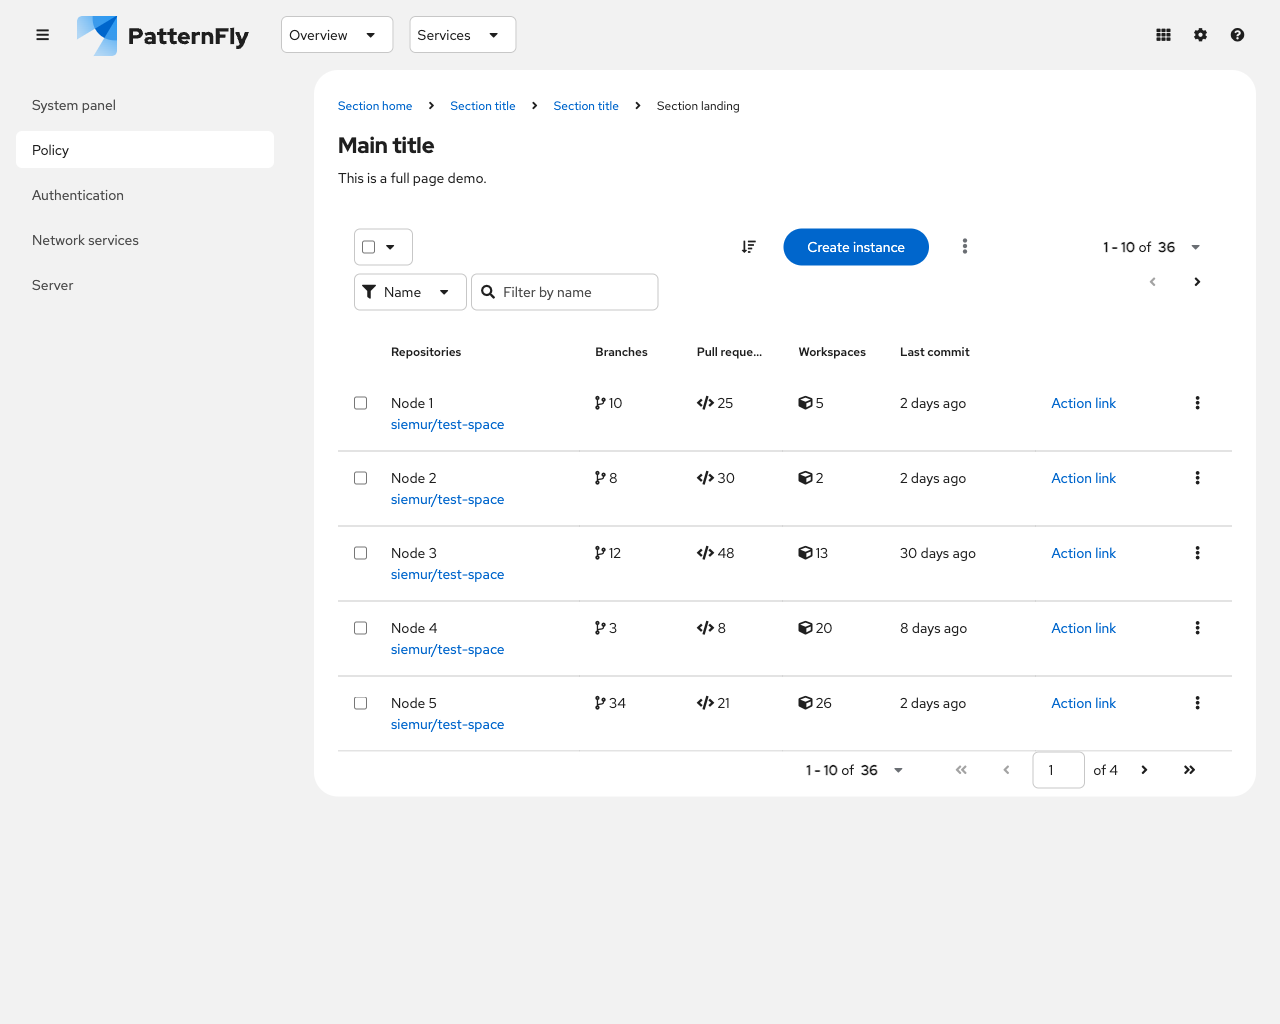 PatternFly
Overview
Services
System panel
Policy
Authentication
Network services
Server
Section home
Section title
Section title
Section landing
Main title
This is a full page demo.
Create instance
1 - 10 of 36
Name
Filter by name
Repositories Branches Pull reque... Workspaces Last commit
Node 1 10 25 5 2 days ago Action link
siemur/test-space
Node 2 8 30 2 2 days ago Action link
siemur/test-space
Node 3 12 48 13 30 days ago Action link
siemur/test-space
Node 4 3 8 20 8 days ago Action link
siemur/test-space
Node 5 34 21 26 2 days ago Action link
siemur/test-space
1 - 10 of 36 1 of 4